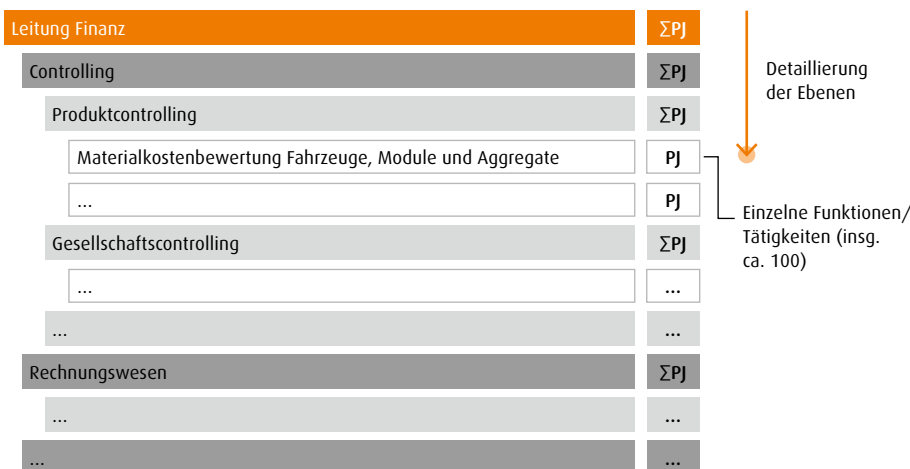 Leitung Finanz ∑PJ
Controlling ∑PJ
Detaillierung
der Ebenen
Produktcontrolling ∑PJ
Materialkostenbewertung Fahrzeuge, Module und Aggregate PJ
... PJ
Einzelne Funktionen/
Tätigkeiten (insg.
ca. 100)
Gesellschaftscontrolling ∑PJ
... ...
... ...
Rechnungswesen ∑PJ
... ...
... ...